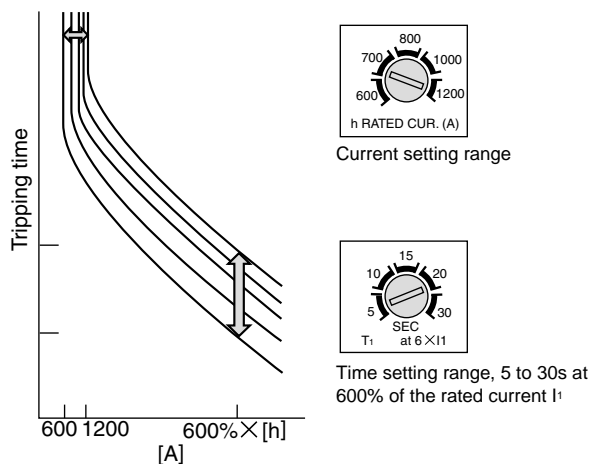 Tripping time
600 1200
600%×[h]
[A]
800
700
1000
600
1200
h RATED CUR. (A)
Current setting range
15
10
20
5
30
SEC
T1 at 6×I1
Time setting range, 5 to 30s at
600% of the rated current I1